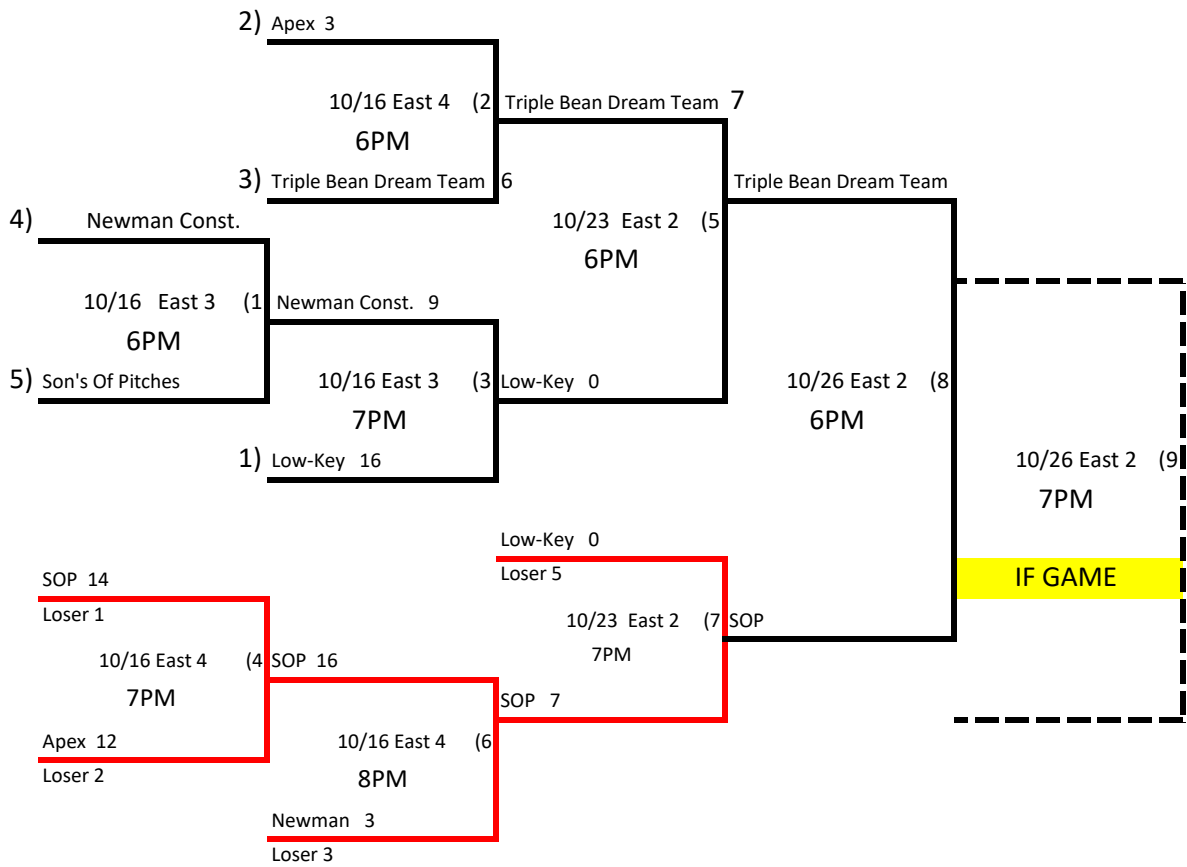 2) Apex 3
10/16 East 4 (2 Triple Bean Dream Team 7
6PM
3) Triple Bean Dream Team 6 Triple Bean Dream Team
4) Newman Const. 10/23 East 2 (5
6PM
10/16 East 3 (1 Newman Const. 9
6PM
5) Son's Of Pitches 10/16 East 3 (3 Low-Key 0 10/26 East 2 (8
7PM 6PM
1) Low-Key 16 10/26 East 2 (9
7PM
Low-Key 0
SOP 14 Loser 5 IF GAME
Loser 1 10/23 East 2 (7 SOP
10/16 East 4 (4 SOP 16 7PM
7PM SOP 7
Apex 12 10/16 East 4 (6
Loser 2 8PM
Newman 3
Loser 3